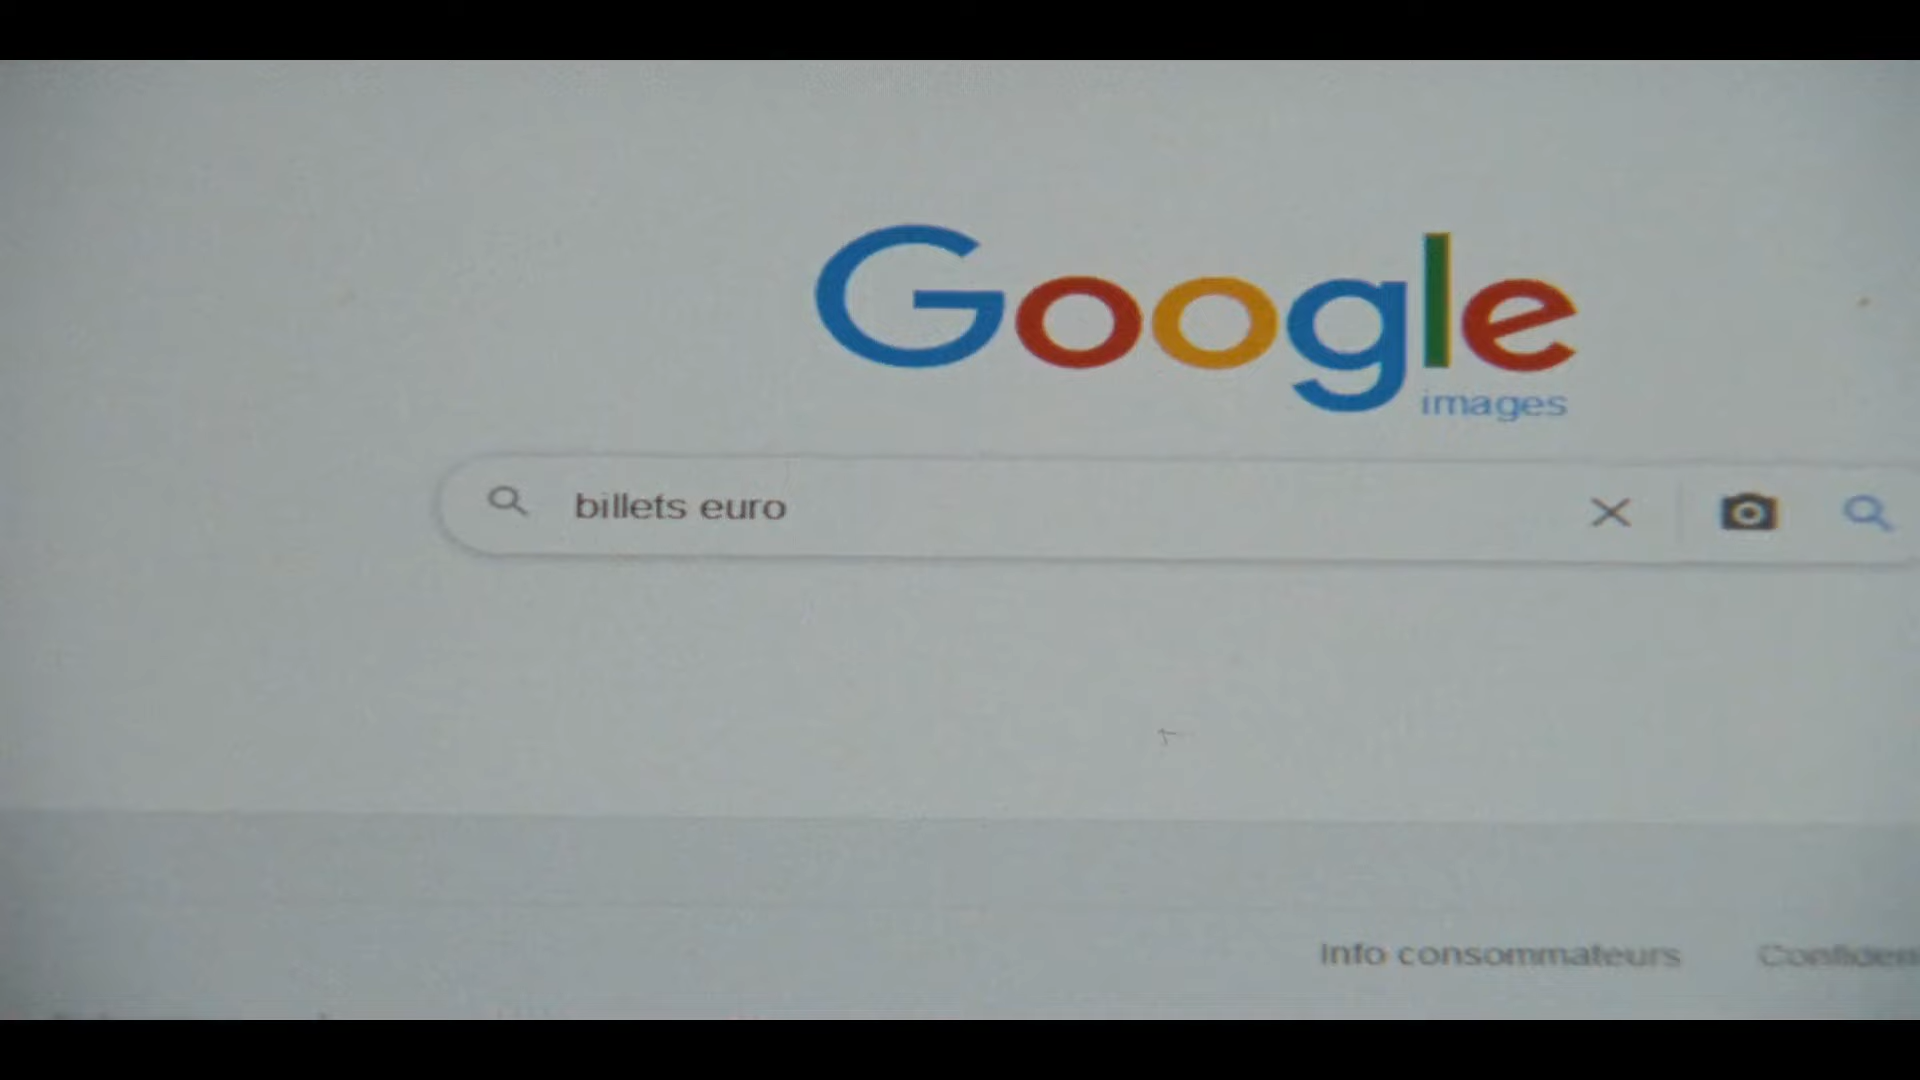 Google
images
billets euro
Info consommateurs